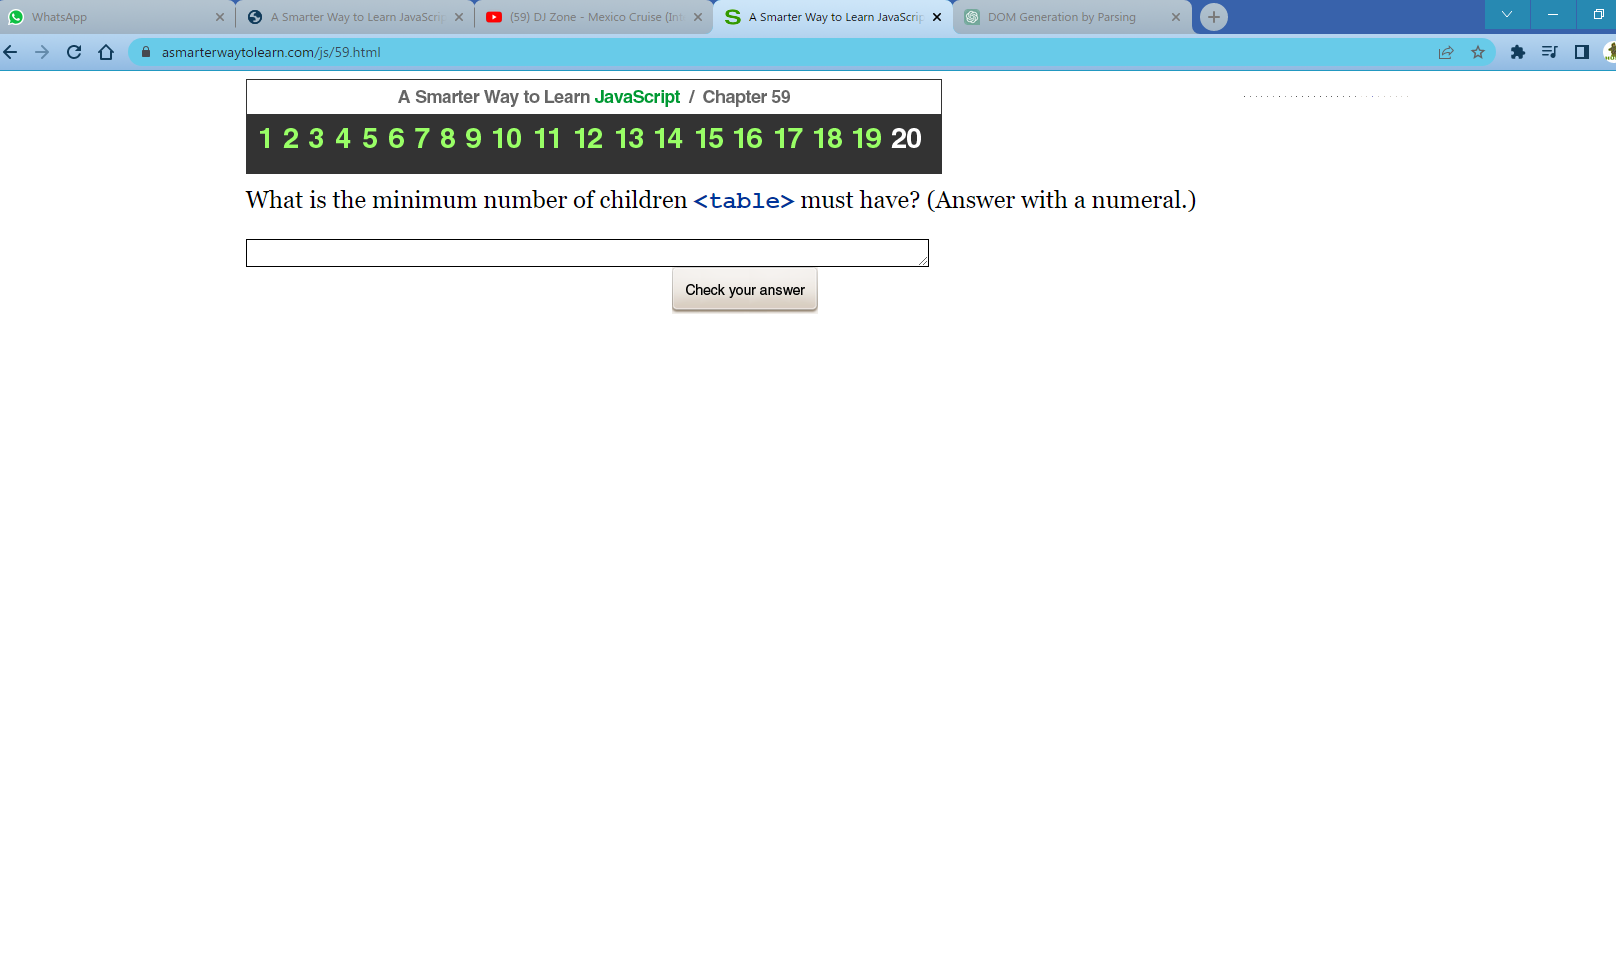 WhatsApp
A Smarter Way to Learn JavaScrip
(59) DJ Zone - Mexico Cruise (Int
A Smarter Way to Learn JavaScrip
DOM Generation by Parsing
asmarterwaytolearn.com/js/59.html
A Smarter Way to Learn JavaScript / Chapter 59
1 2 3 4 5 6 7 8 9 10 11 12 13 14 15 16 17 18 19 20
What is the minimum number of children <table> must have? (Answer with a numeral.)
Check your answer